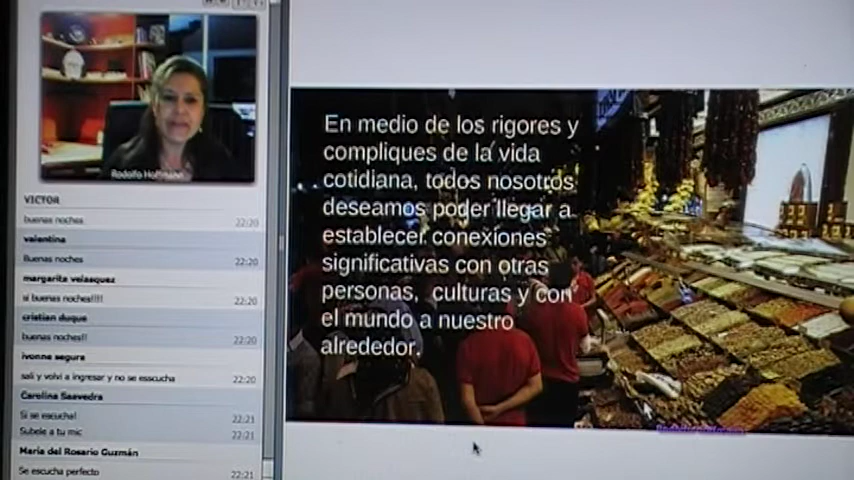 Rodolfo Hoffmann
VICTOR
buenas noches 22:20
valentina
Buenas noches 22:20
margarita velasquez
si buenas noches!!!! 22:20
cristian duque
buenas noches!! 22:20
ivonne segura
sali y volvi a ingresar y no se esscucha 22:20
Carolina Saavedra
Si se escucha! 22:21
Subele a tu mic 22:21
Maria del Rosario Guzmán
Se escucha perfecto 22:21
En medio de los rigores y
compliques de la vida
cotidiana, todos nosotros
deseamos poder llegar a
establecer conexiones
significativas con otras
personas, culturas y con
el mundo a nuestro
alrededor.